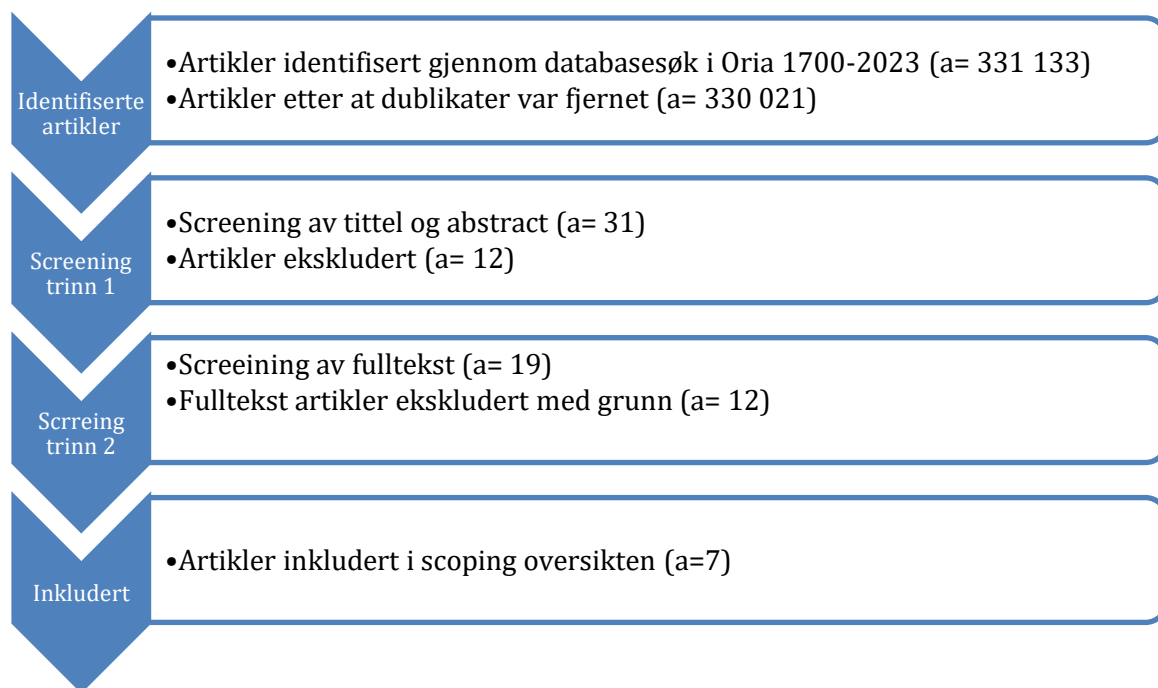 Identifiserte
artikler
•Artikler identifisert gjennom databasesøk i Oria 1700-2023 (a= 331 133)
•Artikler etter at dublikater var fjernet (a= 330 021)
Screening
trinn 1
•Screening av tittel og abstract (a= 31)
•Artikler ekskludert (a= 12)
Scrreing
trinn 2
•Screeining av fulltekst (a= 19)
•Fulltekst artikler ekskludert med grunn (a= 12)
Inkludert
•Artikler inkludert i scoping oversikten (a=7)